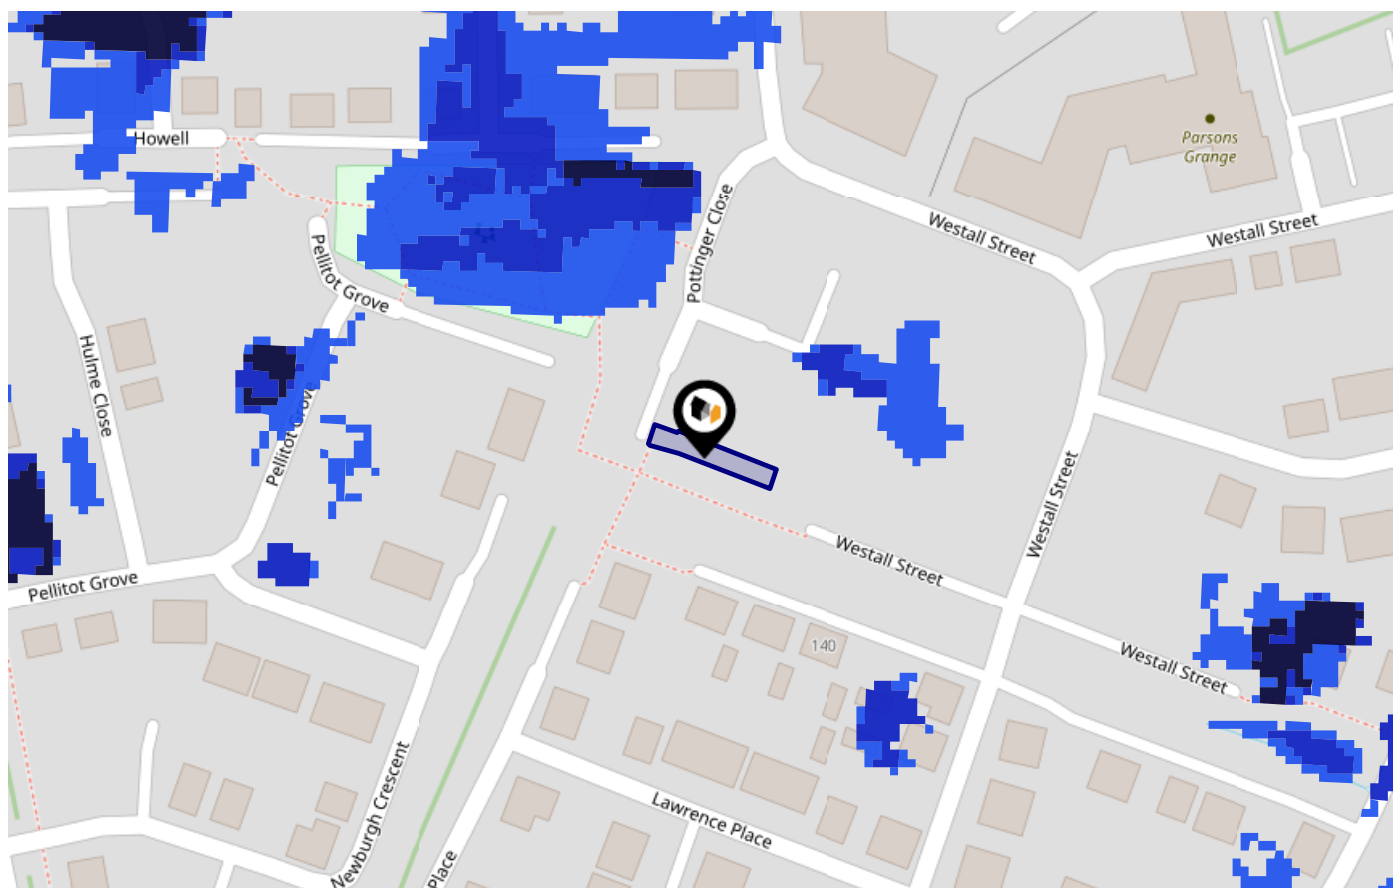 Howell
Parsons
Grange
Pottinger Close
Westall Street
Westall Street
Pellitot Grove
Hulme Close
Pellitot Grove
Westall Street
Westall Street
Pellitot Grove
140
Westall Street
Newburgh Crescent
Lawrence Place
Place